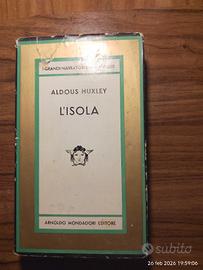 I GRANDI NARRATORI
ALDOUS HUXLEY
L'ISOLA
ARNOLDO MONDADORI EDITORE
subito
26 feb 2026 19:59:06